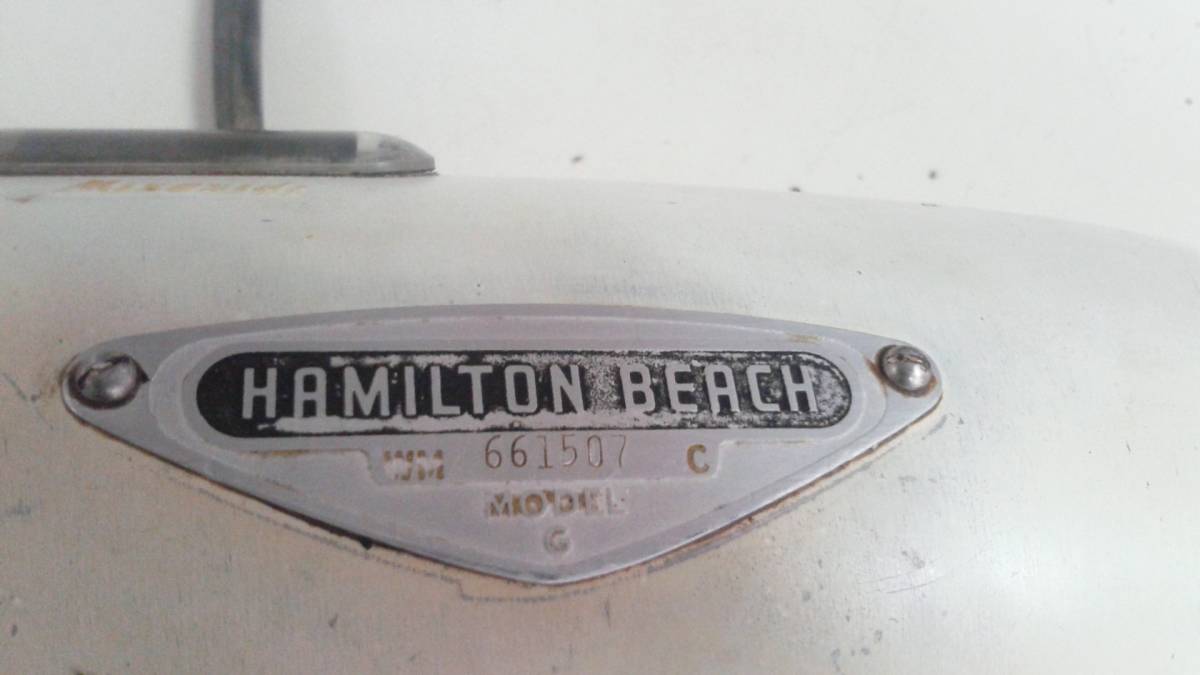 HAMILTON BEACH
WM 661507 C
MODEL
G